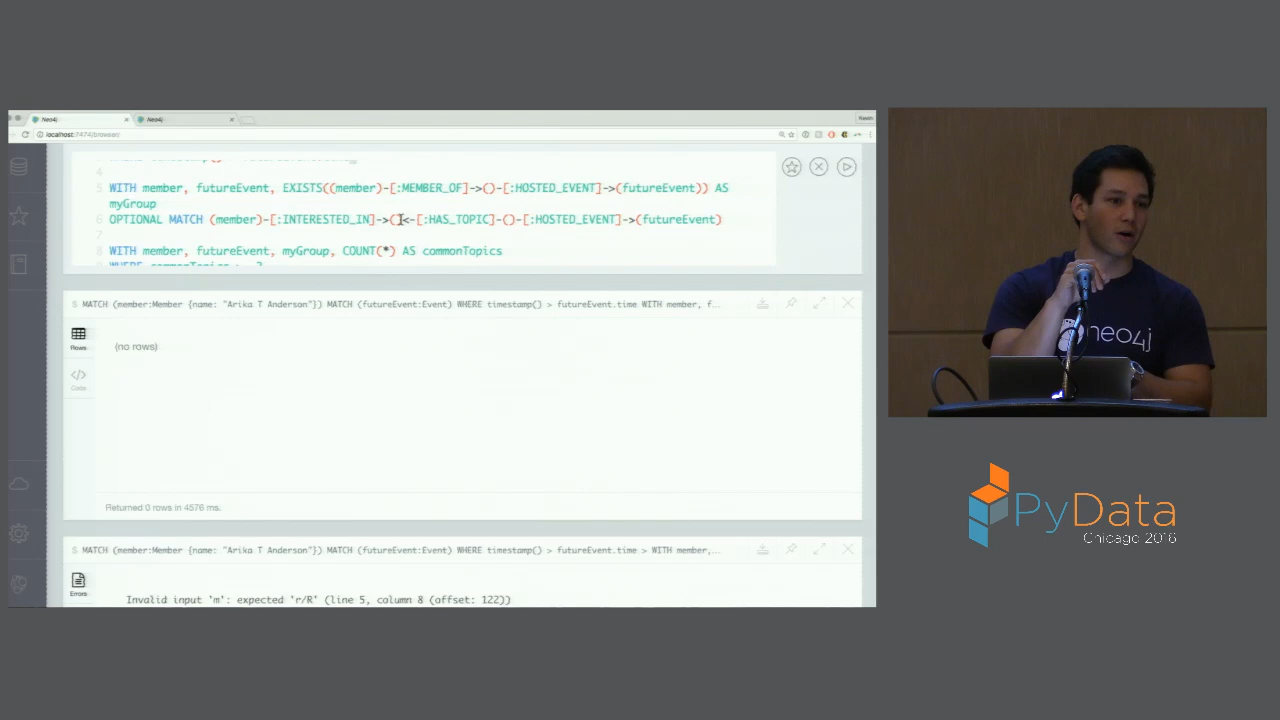 Neo4j
Neo4j
Kevin
localhost:7474/browser/
4
5 WITH member, futureEvent, EXISTS((member)-[:MEMBER_OF]->()-[:HOSTED_EVENT]->(futureEvent)) AS
myGroup
6 OPTIONAL MATCH (member)-[:INTERESTED_IN]->()<-[:HAS_TOPIC]-()-[:HOSTED_EVENT]->(futureEvent)
7
8 WITH member, futureEvent, myGroup, COUNT(*) AS commonTopics
$ MATCH (member:Member {name: "Arika T Anderson"}) MATCH (futureEvent:Event) WHERE timestamp() > futureEvent.time WITH member, f…
Rows
(no rows)
Code
Returned 0 rows in 4576 ms.
$ MATCH (member:Member {name: "Arika T Anderson"}) MATCH (futureEvent:Event) WHERE timestamp() > futureEvent.time > WITH member,…
Errors
Invalid input 'm': expected 'r/R' (line 5, column 8 (offset: 122))
neo4j
PyData
Chicago 2016